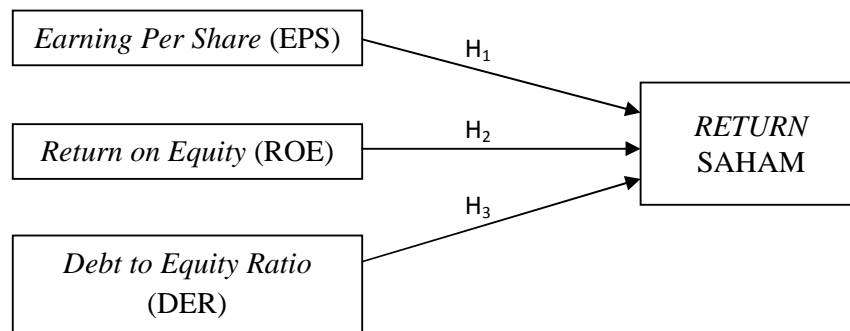 Earning Per Share (EPS)
H1
Return on Equity (ROE)
H2
RETURN
SAHAM
H3
Debt to Equity Ratio
(DER)